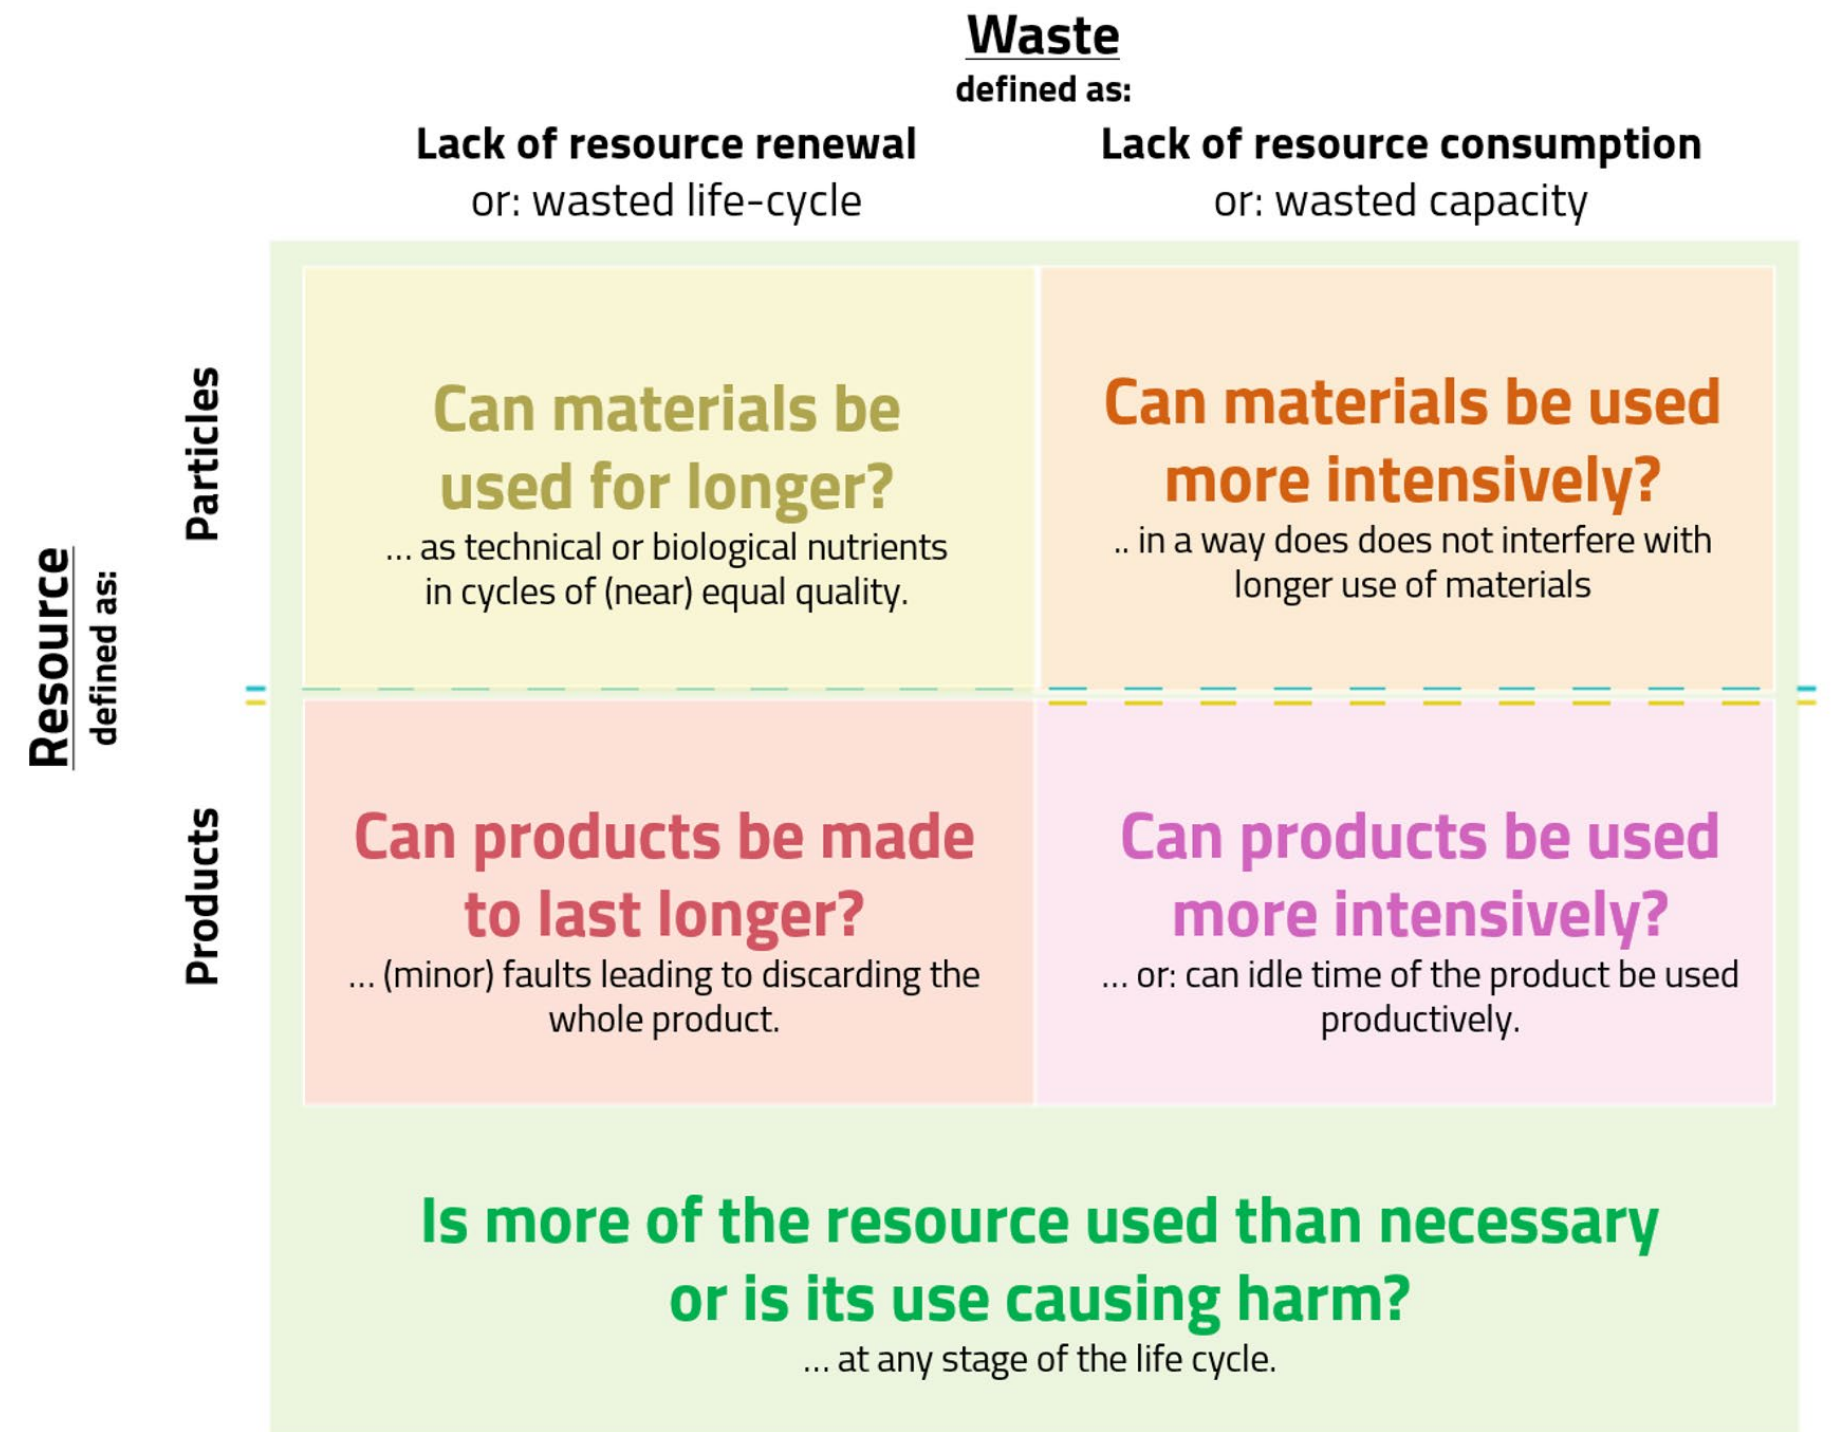 Waste
defined as:
Lack of resource renewal
or: wasted life-cycle
Lack of resource consumption
or: wasted capacity
Resource
defined as:
Particles
Can materials be
used for longer?
... as technical or biological nutrients
in cycles of (near) equal quality.
Can materials be used
more intensively?
.. in a way does does not interfere with
longer use of materials
Products
Can products be made
to last longer?
... (minor) faults leading to discarding the
whole product.
Can products be used
more intensively?
... or: can idle time of the product be used
productively.
Is more of the resource used than necessary
or is its use causing harm?
... at any stage of the life cycle.